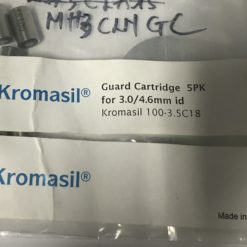 MH3 CLM GC
Kromasil®
Guard Cartridge 5PK
for 3.0/4.6mm id
Kromasil 100-3.5C18
Kromasil®
Made in